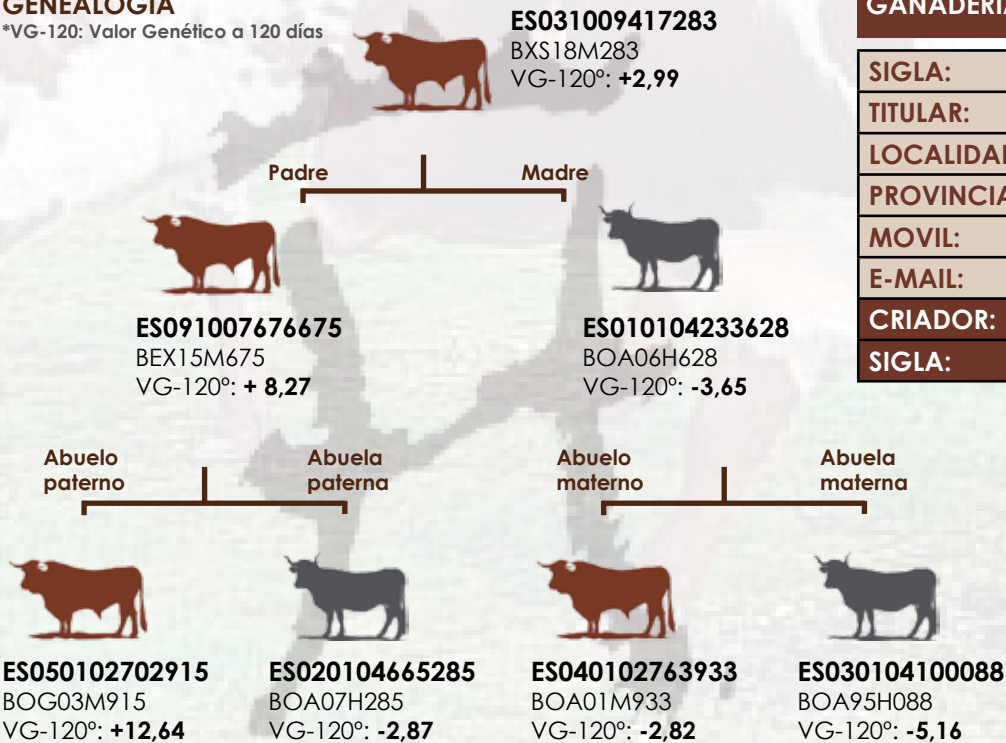 GENEALOGÍA
*VG-120: Valor Genético a 120 días
ES031009417283
BXS18M283
VG-120º: +2,99
Padre
Madre
ES091007676675
BEX15M675
VG-120º: + 8,27
ES010104233628
BOA06H628
VG-120º: -3,65
Abuelo
paterno
Abuela
paterna
Abuelo
materno
Abuela
materna
ES050102702915
BOG03M915
VG-120º: +12,64
ES020104665285
BOA07H285
VG-120º: -2,87
ES040102763933
BOA01M933
VG-120º: -2,82
ES030104100088
BOA95H088
VG-120º: -5,16
GANADERIA
SIGLA:
TITULAR:
LOCALIDA
PROVINCIA
MOVIL:
E-MAIL:
CRIADOR:
SIGLA: